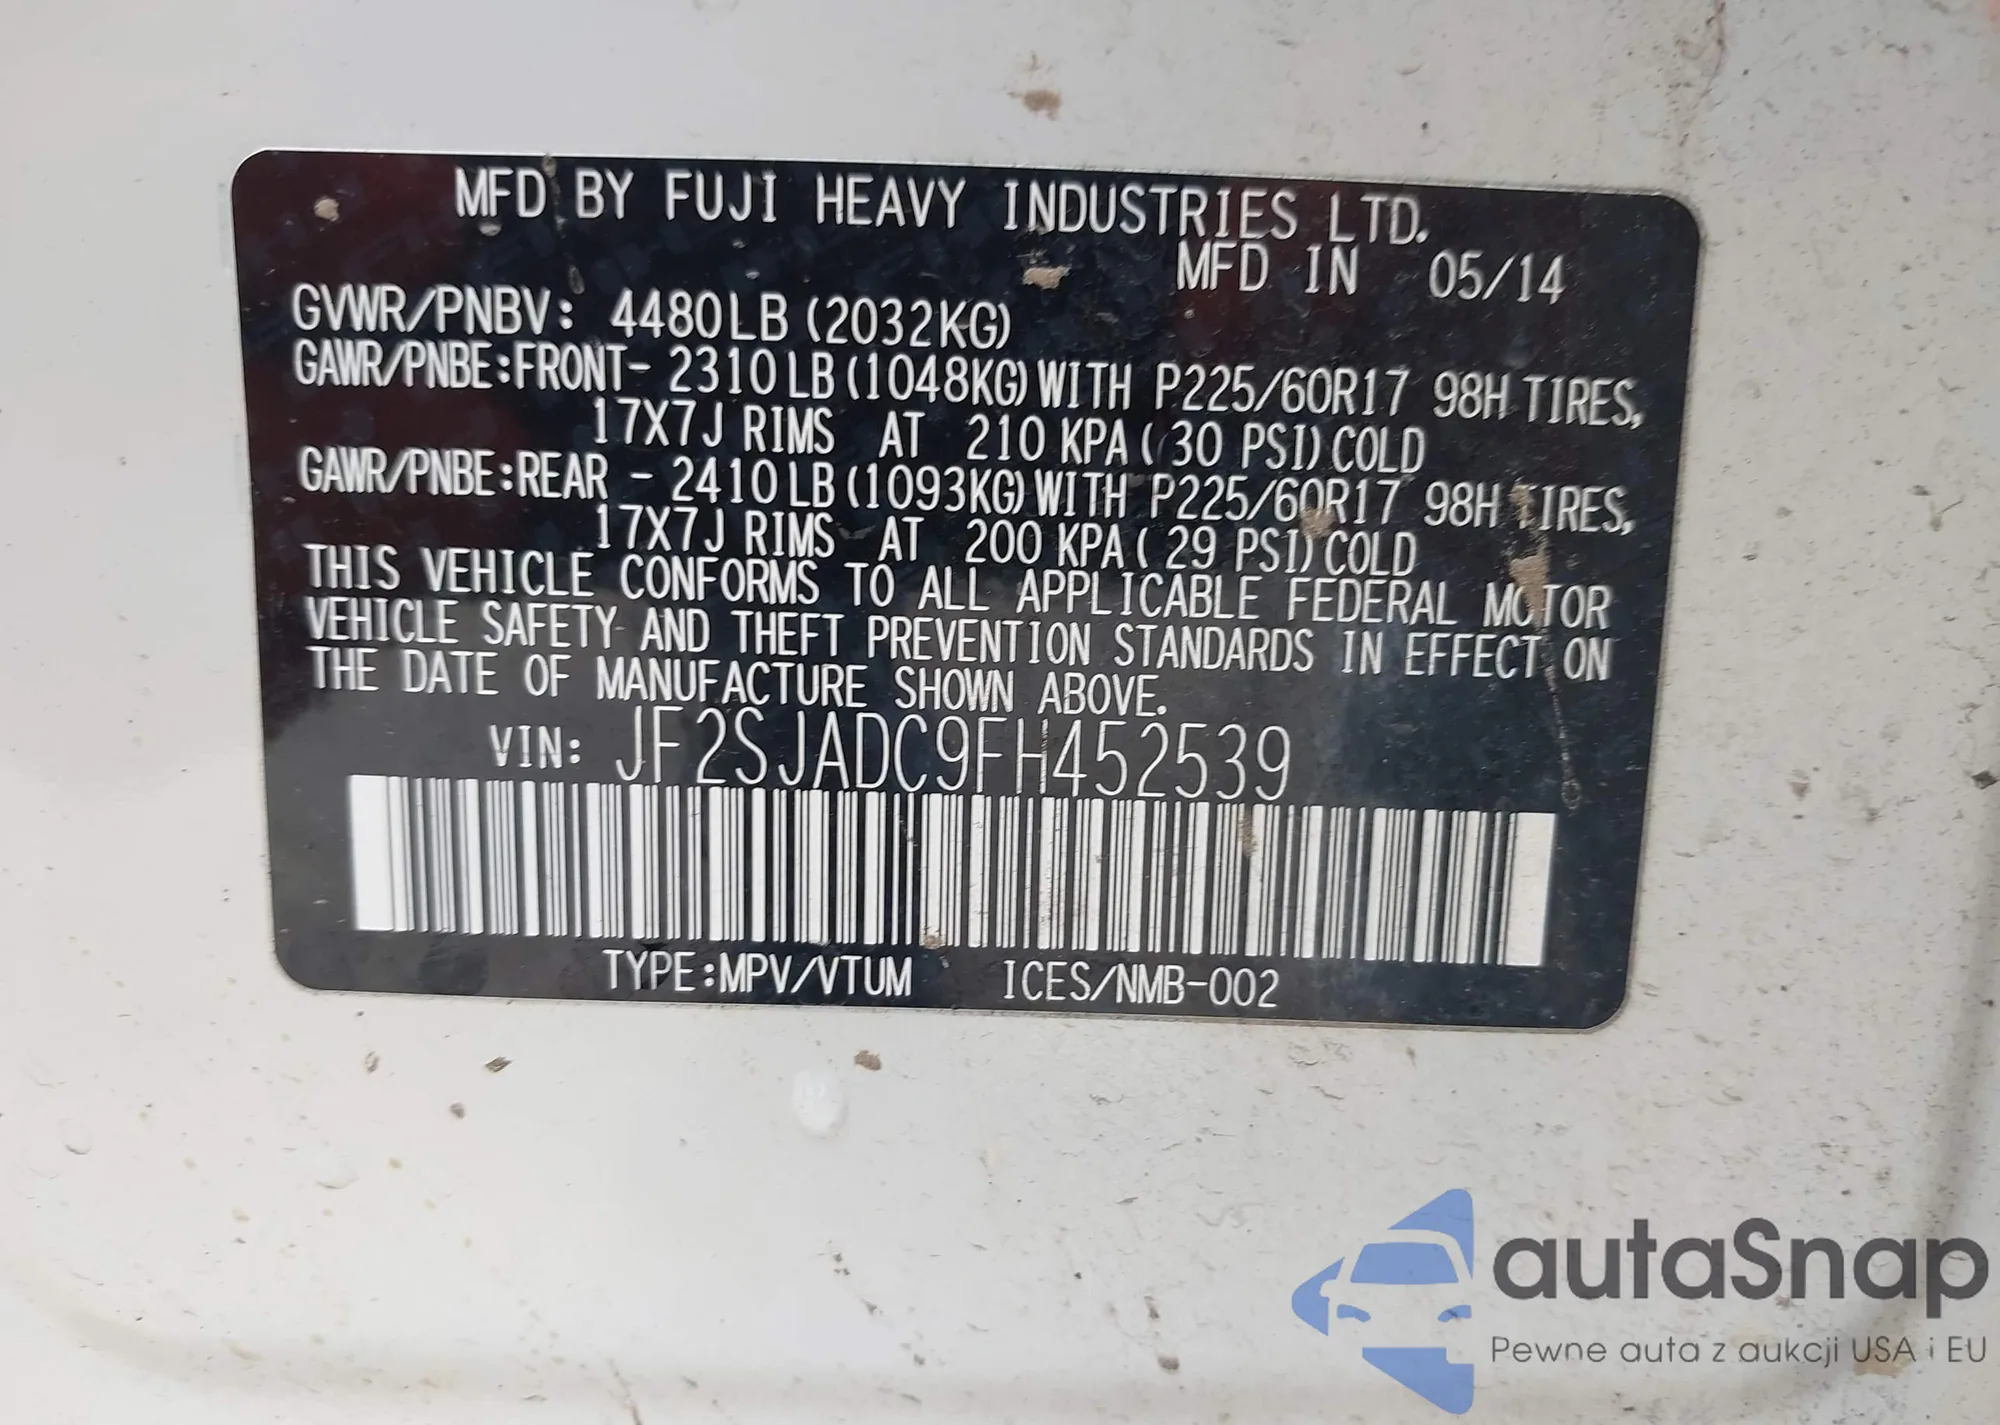 MFD BY FUJI HEAVY INDUSTRIES LTD.
MFD IN 05/14
GVWR/PNBV: 4480LB (2032KG)
GAWR/PNBE:FRONT- 2310LB(1048KG)WITH P225/60R17 98H TIRES,
17X7J RIMS AT 210 KPA( 30 PSI)COLD
GAWR/PNBE:REAR - 2410LB(1093KG)WITH P225/60R17 98H TIRES,
17X7J RIMS AT 200 KPA( 29 PSI)COLD
THIS VEHICLE CONFORMS TO ALL APPLICABLE FEDERAL MOTOR
VEHICLE SAFETY AND THEFT PREVENTION STANDARDS IN EFFECT ON
THE DATE OF MANUFACTURE SHOWN ABOVE.
VIN: JF2SJADC9FH452539
TYPE:MPV/VTUM ICES/NMB-002
autaSnap
Pewne auta z aukcji USA i EU